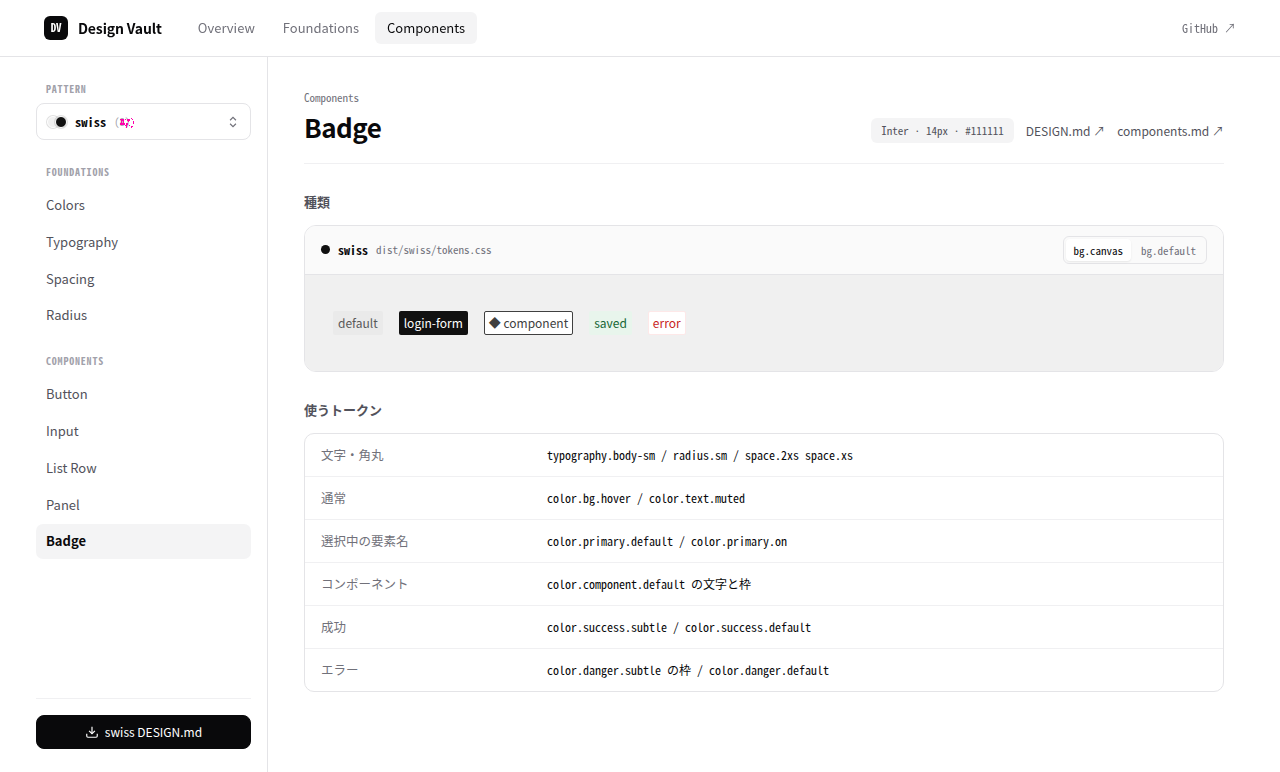 DV Design Vault Overview Foundations Components GitHub ↗
PATTERN
swiss
FOUNDATIONS
Colors
Typography
Spacing
Radius
COMPONENTS
Button
Input
List Row
Panel
Badge
swiss DESIGN.md
Components
Badge
Inter · 14px · #111111 DESIGN.md ↗ components.md ↗
種類
swiss dist/swiss/tokens.css bg.canvas bg.default
default login-form ◆ component saved error
使うトークン
文字・角丸 typography.body-sm / radius.sm / space.2xs space.xs
通常 color.bg.hover / color.text.muted
選択中の要素名 color.primary.default / color.primary.on
コンポーネント color.component.default の文字と枠
成功 color.success.subtle / color.success.default
エラー color.danger.subtle の枠 / color.danger.default